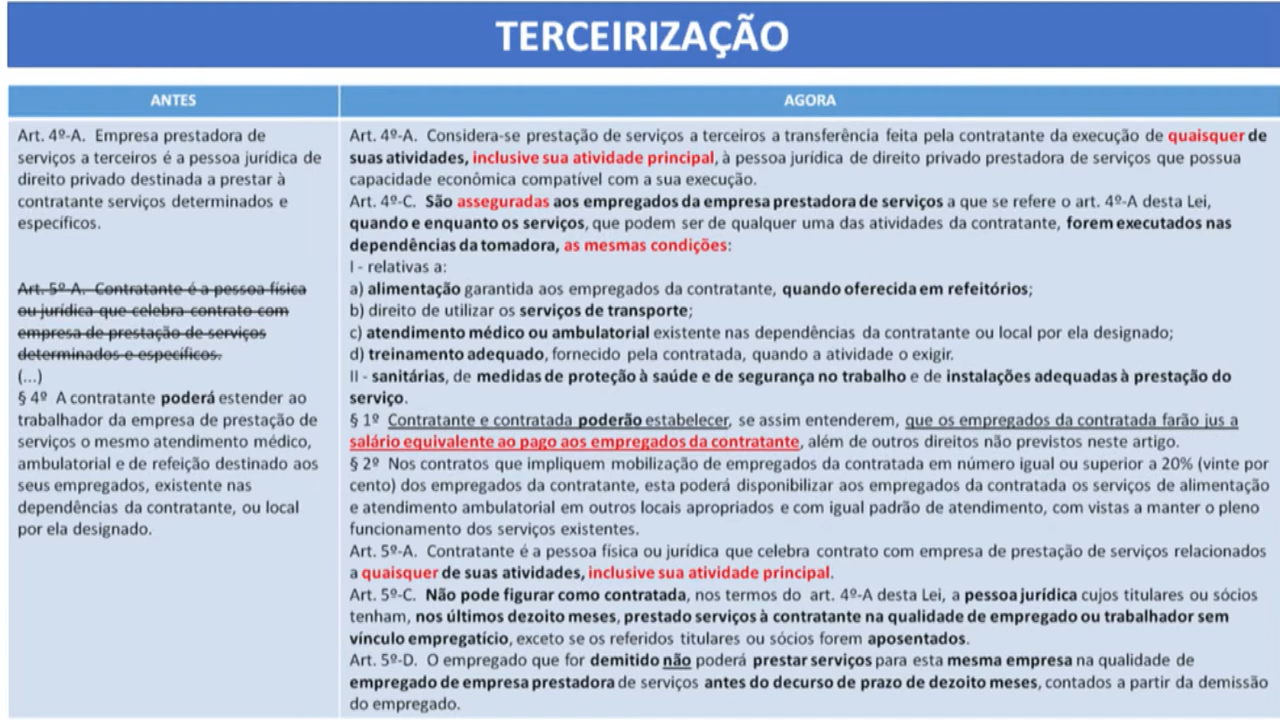 TERCEIRIZAÇÃO
ANTES
Art. 4º-A. Empresa prestadora de
serviços a terceiros é a pessoa jurídica de
direito privado destinada a prestar à
contratante serviços determinados e
específicos.
Art. 5º-A. Contratante é a pessoa física
ou jurídica que celebra contrato com
empresa de prestação de serviços
determinados e específicos.
(...)
§ 4º A contratante poderá estender ao
trabalhador da empresa de prestação de
serviços o mesmo atendimento médico,
ambulatorial e de refeição destinado aos
seus empregados, existente nas
dependências da contratante, ou local
por ela designado.
AGORA
Art. 4º-A. Considera-se prestação de serviços a terceiros a transferência feita pela contratante da execução de quaisquer de
suas atividades, inclusive sua atividade principal, à pessoa jurídica de direito privado prestadora de serviços que possua
capacidade econômica compatível com a sua execução.
Art. 4º-C. São asseguradas aos empregados da empresa prestadora de serviços a que se refere o art. 4º-A desta Lei,
quando e enquanto os serviços, que podem ser de qualquer uma das atividades da contratante, forem executados nas
dependências da tomadora, as mesmas condições:
I - relativas a:
a) alimentação garantida aos empregados da contratante, quando oferecida em refeitórios;
b) direito de utilizar os serviços de transporte;
c) atendimento médico ou ambulatorial existente nas dependências da contratante ou local por ela designado;
d) treinamento adequado, fornecido pela contratada, quando a atividade o exigir.
II - sanitárias, de medidas de proteção à saúde e de segurança no trabalho e de instalações adequadas à prestação do
serviço.
§ 1º Contratante e contratada poderão estabelecer, se assim entenderem, que os empregados da contratada farão jus a
salário equivalente ao pago aos empregados da contratante, além de outros direitos não previstos neste artigo.
§ 2º Nos contratos que impliquem mobilização de empregados da contratada em número igual ou superior a 20% (vinte por
cento) dos empregados da contratante, esta poderá disponibilizar aos empregados da contratada os serviços de alimentação
e atendimento ambulatorial em outros locais apropriados e com igual padrão de atendimento, com vistas a manter o pleno
funcionamento dos serviços existentes.
Art. 5º-A. Contratante é a pessoa física ou jurídica que celebra contrato com empresa de prestação de serviços relacionados
a quaisquer de suas atividades, inclusive sua atividade principal.
Art. 5º-C. Não pode figurar como contratada, nos termos do art. 4º-A desta Lei, a pessoa jurídica cujos titulares ou sócios
tenham, nos últimos dezoito meses, prestado serviços à contratante na qualidade de empregado ou trabalhador sem
vínculo empregatício, exceto se os referidos titulares ou sócios forem aposentados.
Art. 5º-D. O empregado que for demitido não poderá prestar serviços para esta mesma empresa na qualidade de
empregado de empresa prestadora de serviços antes do decurso de prazo de dezoito meses, contados a partir da demissão
do empregado.